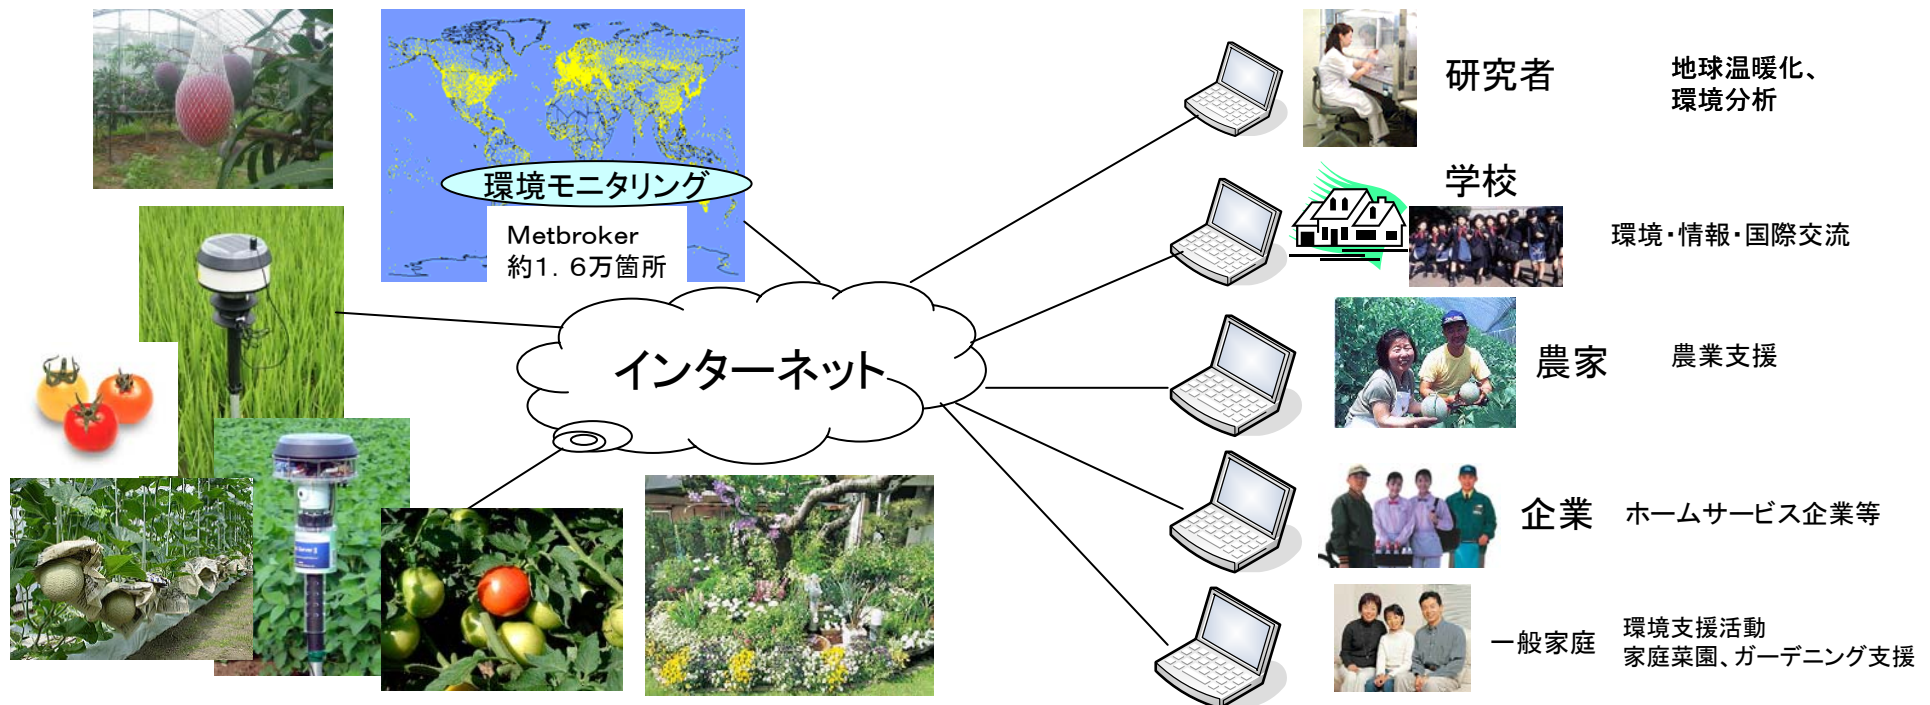 環境モニタリング
Metbroker
約1.6万箇所
インターネット
研究者
地球温暖化、
環境分析
学校
環境・情報・国際交流
農家
農業支援
企業
ホームサービス企業等
一般家庭
環境支援活動
家庭菜園、ガーデニング支援